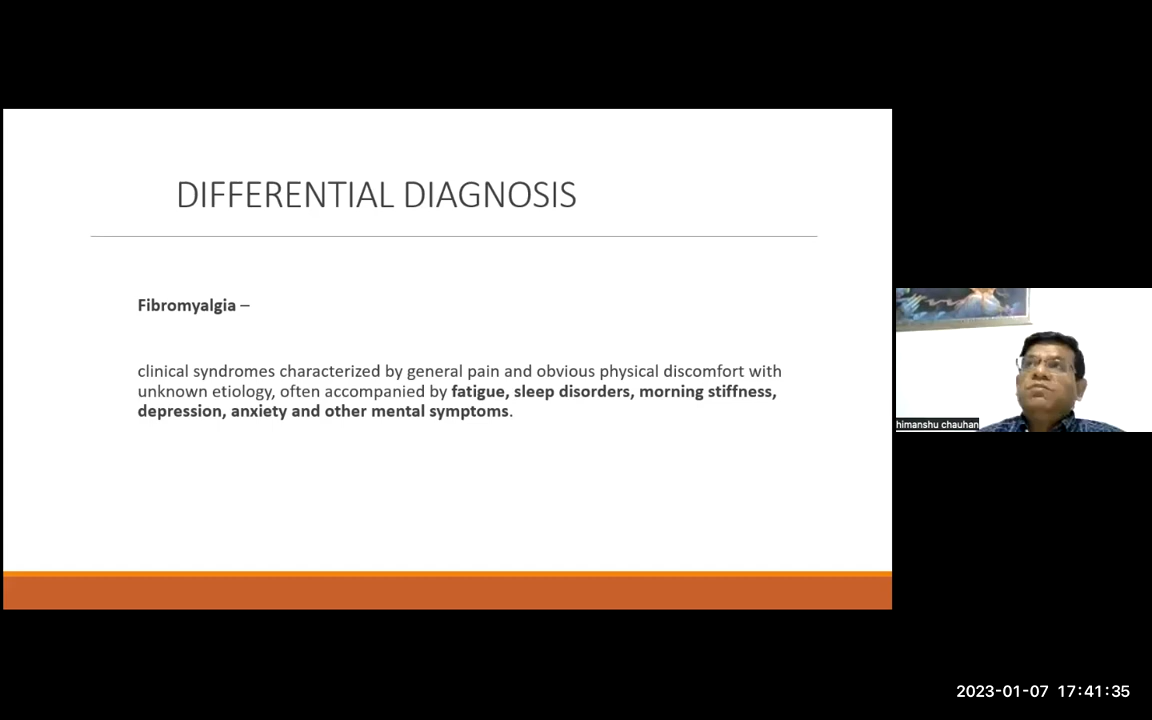 DIFFERENTIAL DIAGNOSIS
Fibromyalgia –
clinical syndromes characterized by general pain and obvious physical discomfort with
unknown etiology, often accompanied by fatigue, sleep disorders, morning stiffness,
depression, anxiety and other mental symptoms.
himanshu chauhan
2023-01-07 17:41:35